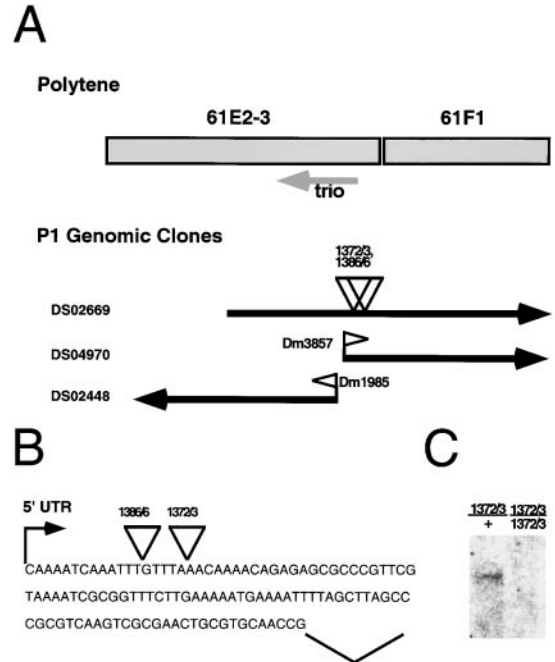 A
Polytene
61E2-3 61F1
trio
P1 Genomic Clones
1372/3,
1386/6
DS02669
DS04970 Dm3857
DS02448 Dm1985
B
5' UTR 1386/6 1372/3
CAAAATCAAATTTGTTTAAACAAAACAGAGAGCGCCCGTTCG
TAAAATCGCGGTTTCTTGAAAAATGAAAATTTTAGCTTAGCC
CGCGTCAAGTCGCGAACTGCGTGCAACCG
C
1372/3 1372/3
+ 1372/3